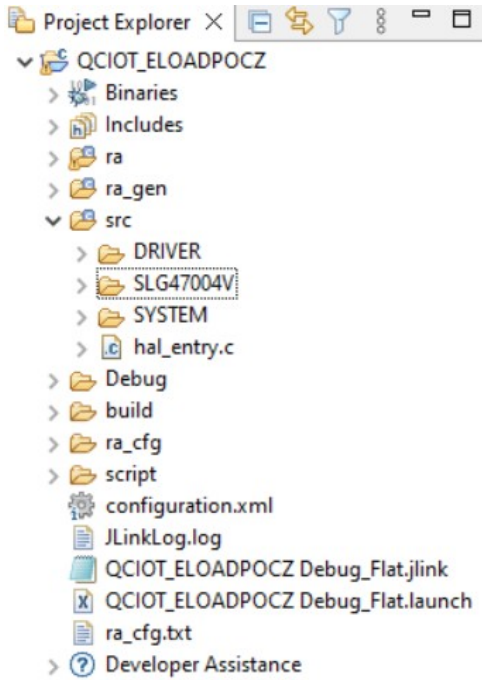 Project Explorer
QCIOT_ELOADPOCZ
Binaries
Includes
ra
ra_gen
src
DRIVER
SLG47004V
SYSTEM
hal_entry.c
Debug
build
ra_cfg
script
configuration.xml
JLinkLog.log
QCIOT_ELOADPOCZ Debug_Flat.jlink
QCIOT_ELOADPOCZ Debug_Flat.launch
ra_cfg.txt
Developer Assistance